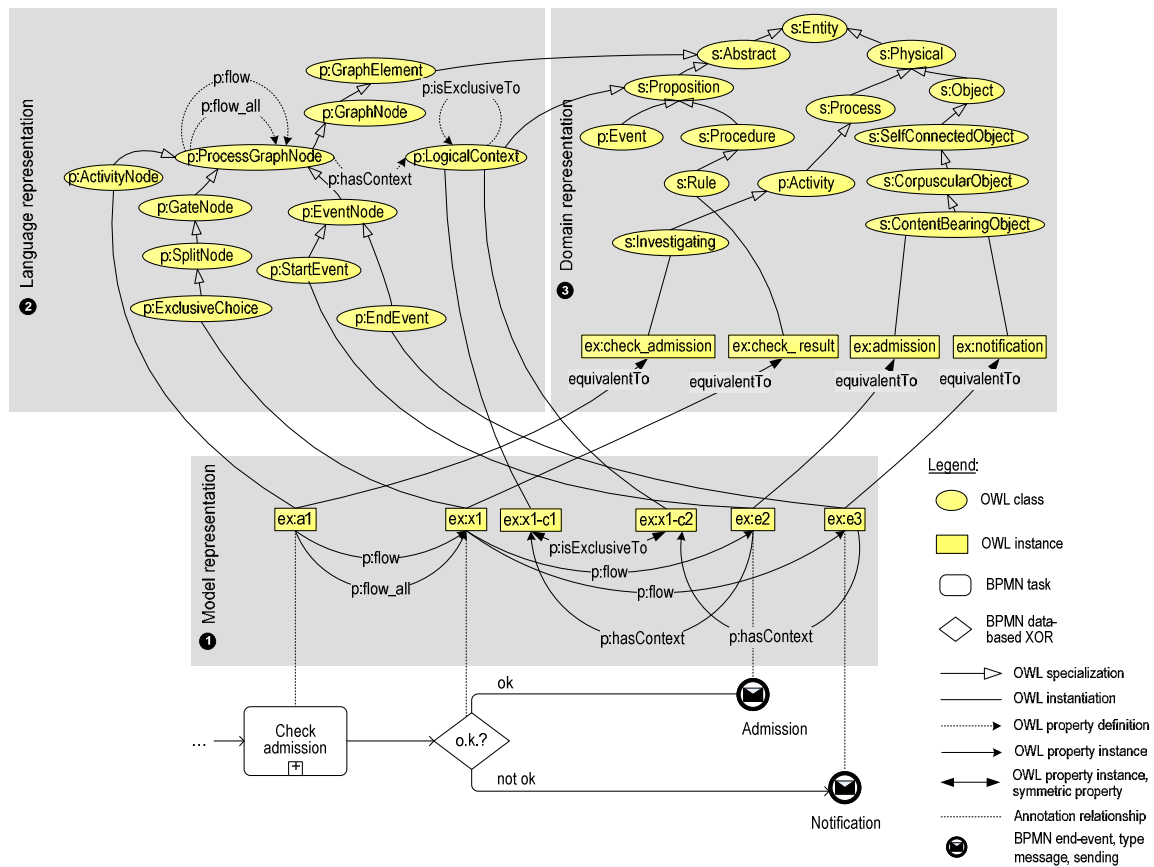 s:Entity
s:Abstract
s:Physical
p:GraphElement
p:flow
p:isExclusiveTo
s:Proposition
s:Object
p:flow_all
p:GraphNode
s:Process
p:Event
s:Procedure
s:SelfConnectedObject
p:ProcessGraphNode
p:LogicalContext
p:ActivityNode
p:hasContext
s:Rule
p:Activity
s:CorpuscularObject
p:GateNode
p:EventNode
s:ContentBearingObject
s:Investigating
p:SplitNode
p:StartEvent
p:ExclusiveChoice
p:EndEvent
2 Language representation
3 Domain representation
ex:check_admission
ex:check_ result
ex:admission
ex:notification
equivalentTo
equivalentTo
equivalentTo
equivalentTo
1 Model representation
ex:a1
ex:x1
ex:x1-c1
ex:x1-c2
ex:e2
ex:e3
p:isExclusiveTo
p:flow
p:flow
p:flow_all
p:flow
p:hasContext
p:hasContext
...
Check
admission
+
o.k.?
ok
not ok
Admission
Notification
Legend:
OWL class
OWL instance
BPMN task
BPMN data-
based XOR
OWL specialization
OWL instantiation
OWL property definition
OWL property instance
OWL property instance,
symmetric property
Annotation relationship
BPMN end-event, type
message, sending